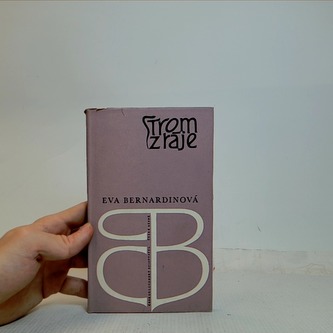 Strom
z ráje
EVA BERNARDINOVÁ